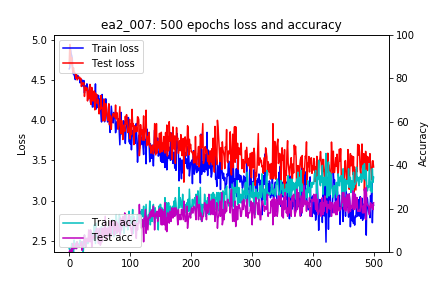 ea2_007: 500 epochs loss and accuracy
5.0
4.5
4.0
3.5
3.0
2.5
Loss
Train loss
Test loss
Train acc
Test acc
100
80
60
40
20
0
Accuracy
0 100 200 300 400 500